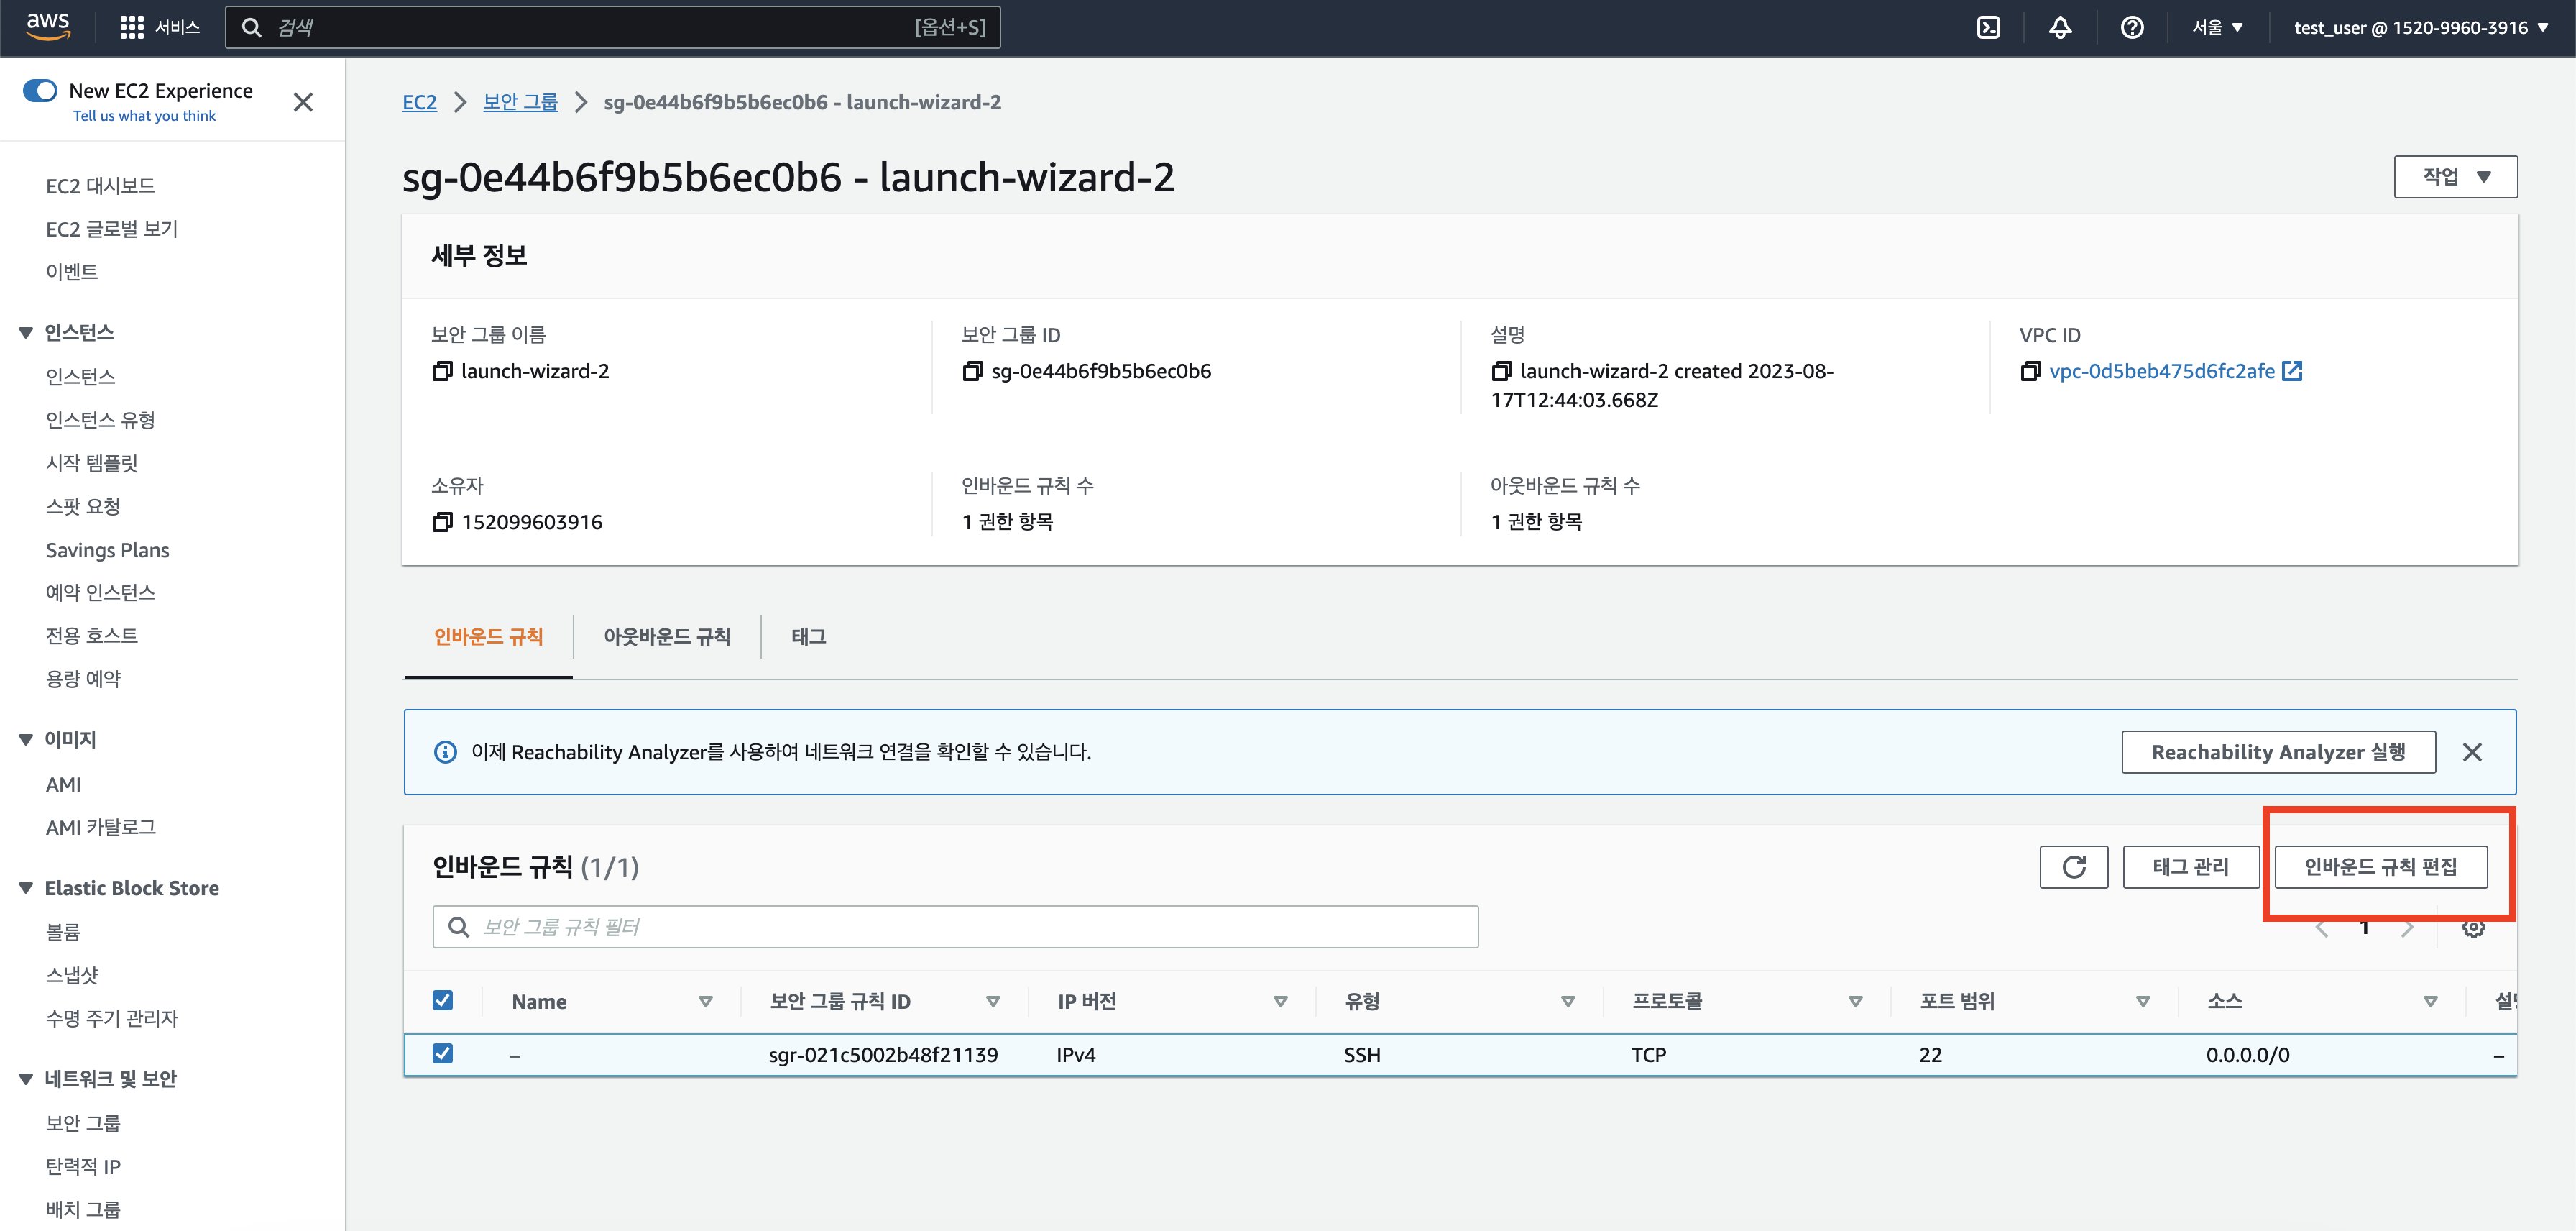 aws
서비스
검색
[옵션+S]
서울
test_user @ 1520-9960-3916
New EC2 Experience
Tell us what you think
EC2 대시보드
EC2 글로벌 보기
이벤트
인스턴스
인스턴스
인스턴스 유형
시작 템플릿
스팟 요청
Savings Plans
예약 인스턴스
전용 호스트
용량 예약
이미지
AMI
AMI 카탈로그
Elastic Block Store
볼륨
스냅샷
수명 주기 관리자
네트워크 및 보안
보안 그룹
탄력적 IP
배치 그룹
EC2 > 보안 그룹 > sg-0e44b6f9b5b6ec0b6 - launch-wizard-2
sg-0e44b6f9b5b6ec0b6 - launch-wizard-2
작업
세부 정보
보안 그룹 이름
launch-wizard-2
보안 그룹 ID
sg-0e44b6f9b5b6ec0b6
설명
launch-wizard-2 created 2023-08-
17T12:44:03.668Z
VPC ID
vpc-0d5beb475d6fc2afe
소유자
152099603916
인바운드 규칙 수
1 권한 항목
아웃바운드 규칙 수
1 권한 항목
인바운드 규칙
아웃바운드 규칙
태그
이제 Reachability Analyzer를 사용하여 네트워크 연결을 확인할 수 있습니다.
Reachability Analyzer 실행
인바운드 규칙 (1/1)
태그 관리
인바운드 규칙 편집
보안 그룹 규칙 필터
1
Name 보안 그룹 규칙 ID IP 버전 유형 프로토콜 포트 범위 소스
– sgr-021c5002b48f21139 IPv4 SSH TCP 22 0.0.0.0/0 –